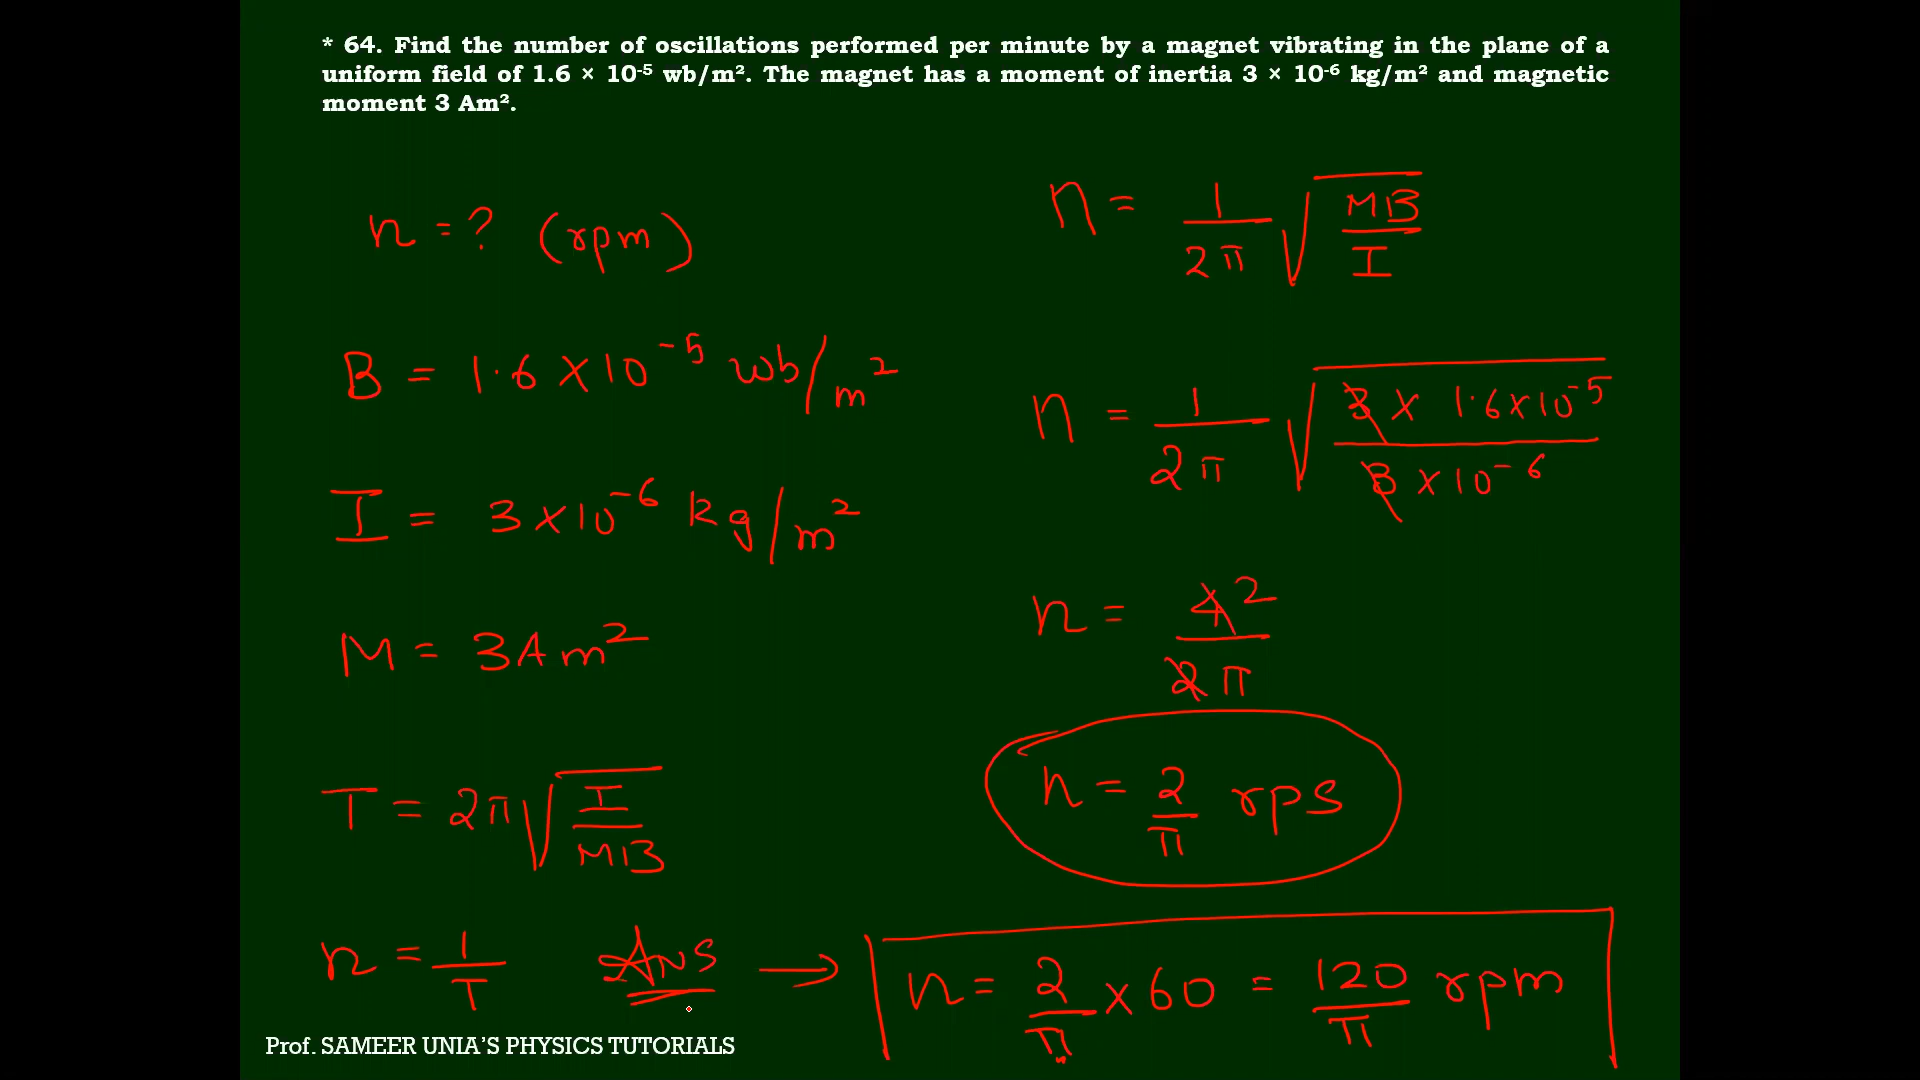 * 64. Find the number of oscillations performed per minute by a magnet vibrating in the plane of a
uniform field of 1.6 × 10⁻⁵ wb/m². The magnet has a moment of inertia 3 × 10⁻⁶ kg/m² and magnetic
moment 3 Am².
n = ? (rpm)
B = 1.6 × 10⁻⁵ wb/m²
I = 3 × 10⁻⁶ kg/m²
M = 3 A m²
T = 2π √(I/MB)
n = 1/T
n = 1/2π √(MB/I)
n = 1/2π √(3 × 1.6 × 10⁻⁵ / 3 × 10⁻⁶)
n = 4 2 / 2 π
n = 2/π rps
Ans → n = 2/π × 60 = 120/π rpm
Prof. SAMEER UNIA'S PHYSICS TUTORIALS